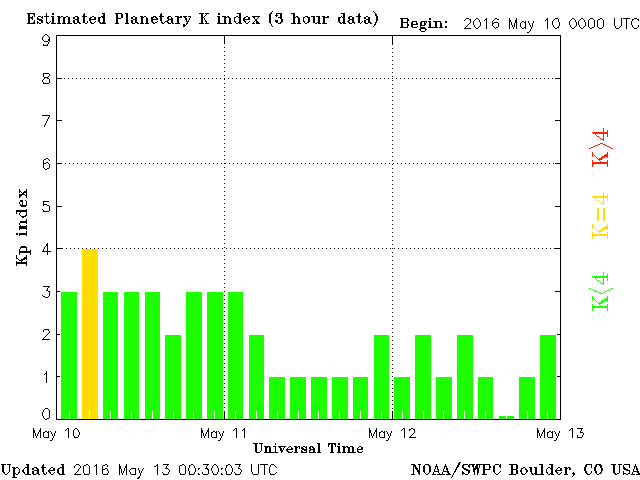 Estimated Planetary K index (3 hour data)
Begin: 2016 May 10 0000 UTC
9
8
7
6
5
4
3
2
1
0
Kp index
K>4
K=4
K<4
May 10
May 11
May 12
May 13
Universal Time
Updated 2016 May 13 00:30:03 UTC
NOAA/SWPC Boulder, CO USA